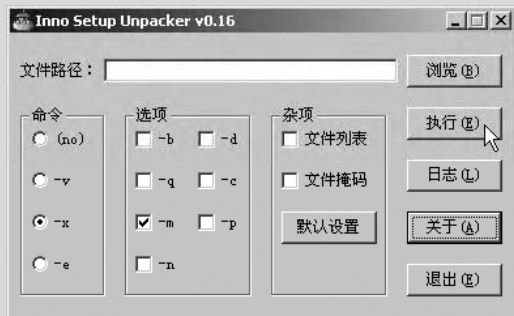 Inno Setup Unpacker v0.16
文件路径：
浏览(B)
命令
(no)
-v
-x
-e
选项
-b
-d
-q
-c
-m
-p
-n
杂项
文件列表
文件掩码
默认设置
执行(E)
日志(L)
关于(A)
退出(E)